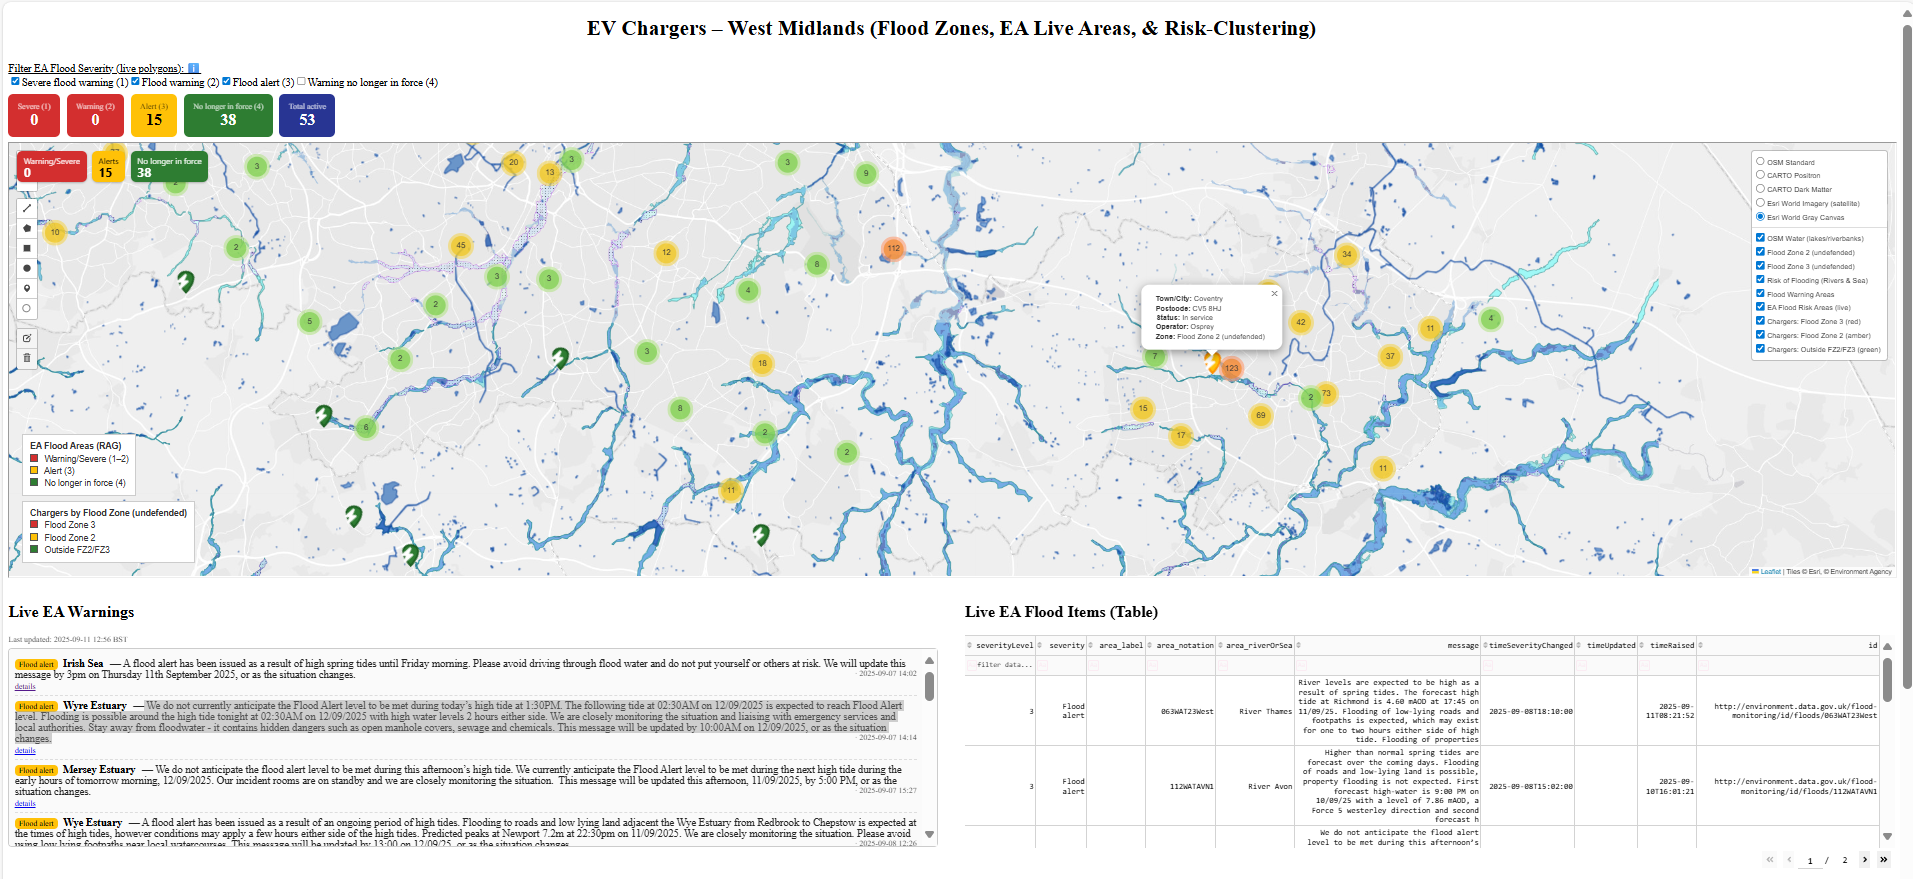 EV Chargers – West Midlands (Flood Zones, EA Live Areas, & Risk-Clustering)
Filter EA Flood Severity (live polygons): i
Severe flood warning (1) Flood warning (2) Flood alert (3) Warning no longer in force (4)
Severe (1) Warning (2) Alert (3) No longer in force (4) Total active
0 0 15 38 53
Warning/Severe Alerts No longer in force
0 15 38
3
2
10
2
45
20
13
3
3
3
2
5
2
6
12
3
9
112
8
4
3
18
8
2
2
11
34
42
11
4
37
7
123
15
17
69
2
73
11
Town/City: Coventry
Postcode: CV5 8HJ
Status: In service
Operator: Osprey
Zone: Flood Zone 2 (undefended)
OSM Standard
CARTO Positron
CARTO Dark Matter
Esri World Imagery (satellite)
Esri World Gray Canvas
OSM Water (lakes/riverbanks)
Flood Zone 2 (undefended)
Flood Zone 3 (undefended)
Risk of Flooding (Rivers & Sea)
Flood Warning Areas
EA Flood Risk Areas (live)
Chargers: Flood Zone 3 (red)
Chargers: Flood Zone 2 (amber)
Chargers: Outside FZ2/FZ3 (green)
EA Flood Areas (RAG)
Warning/Severe (1–2)
Alert (3)
No longer in force (4)
Chargers by Flood Zone (undefended)
Flood Zone 3
Flood Zone 2
Outside FZ2/FZ3
Leaflet | Tiles © Esri, © Environment Agency
Live EA Warnings
Last updated: 2025-09-11 12:56 BST
Flood alert Irish Sea — A flood alert has been issued as a result of high spring tides until Friday morning. Please avoid driving through flood water and do not put yourself or others at risk. We will update this
message by 3pm on Thursday 11th September 2025, or as the situation changes. · 2025-09-07 14:02
details
Flood alert Wyre Estuary — We do not currently anticipate the Flood Alert level to be met during today's high tide at 1:30PM. The following tide at 02:30AM on 12/09/2025 is expected to reach Flood Alert
level. Flooding is possible around the high tide tonight at 02:30AM on 12/09/2025 with high water levels 2 hours either side. We are closely monitoring the situation and liaising with emergency services and
local authorities. Stay away from floodwater - it contains hidden dangers such as open manhole covers, sewage and chemicals. This message will be updated by 10:00AM on 12/09/2025, or as the situation
changes. · 2025-09-07 14:14
details
Flood alert Mersey Estuary — We do not anticipate the flood alert level to be met during this afternoon's high tide. We currently anticipate the Flood Alert level to be met during the next high tide during the
early hours of tomorrow morning, 12/09/2025. Our incident rooms are on standby and we are closely monitoring the situation. This message will be updated this afternoon, 11/09/2025, by 5:00 PM, or as the
situation changes. · 2025-09-07 15:27
details
Flood alert Wye Estuary — A flood alert has been issued as a result of an ongoing period of high tides. Flooding to roads and low lying land adjacent the Wye Estuary from Redbrook to Chepstow is expected at
the times of high tides, however conditions may apply a few hours either side of the high tides. Predicted peaks at Newport 7.2m at 22:30pm on 11/09/2025. We are closely monitoring the situation. Please avoid
using low lying footpaths near local watercourses. This message will be updated by 13:00 on 12/09/25, or as the situation changes. · 2025-09-08 12:26
Live EA Flood Items (Table)
severityLevel severity area_label area_notation area_riverOrSea message timeSeverityChanged timeUpdated timeRaised id
filter data...
3 Flood alert 063WAT23West River Thames 2025-09-08T18:10:00 2025-09-11T08:21:52 http://environment.data.gov.uk/flood-monitoring/id/floods/063WAT23West
River levels are expected to be high as a
result of spring tides. The forecast high
tide at Richmond is 4.60 mAOD at 17:45 on
11/09/25. Flooding of low-lying roads and
footpaths is expected, which may exist
for one to two hours either side of high
tide. Flooding of properties
3 Flood alert 112WATAVN1 River Avon 2025-09-08T15:02:00 2025-09-10T16:01:21 http://environment.data.gov.uk/flood-monitoring/id/floods/112WATAVN1
Higher than normal spring tides are
forecast over the coming days. Flooding
of roads and low-lying land is possible,
property flooding is not expected. First
forecast high-water is 9:00 PM on
10/09/25 with a level of 7.86 mAOD, a
Force 5 westerly direction and second
forecast h
We do not anticipate the flood alert
level to be met during this afternoon's
1 / 2